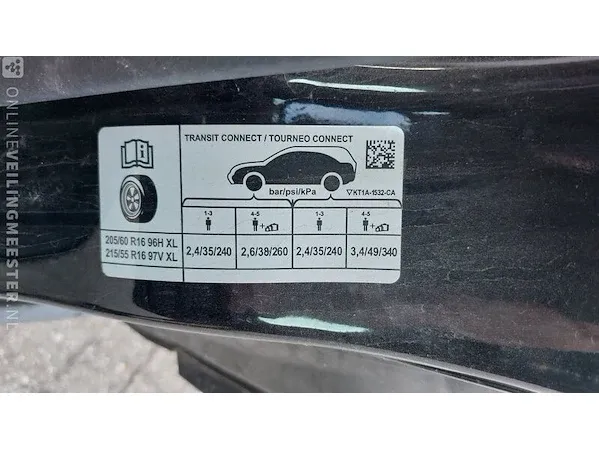 TRANSIT CONNECT / TOURNEO CONNECT
bar/psi/kPa
▽KT1A-1532-CA
1-3 4-5 1-3 4-5
205/60 R16 96H XL
215/55 R16 97V XL
2,4/35/240 2,6/38/260 2,4/35/240 3,4/49/340
ONLINEVEILINGMEESTER.NL